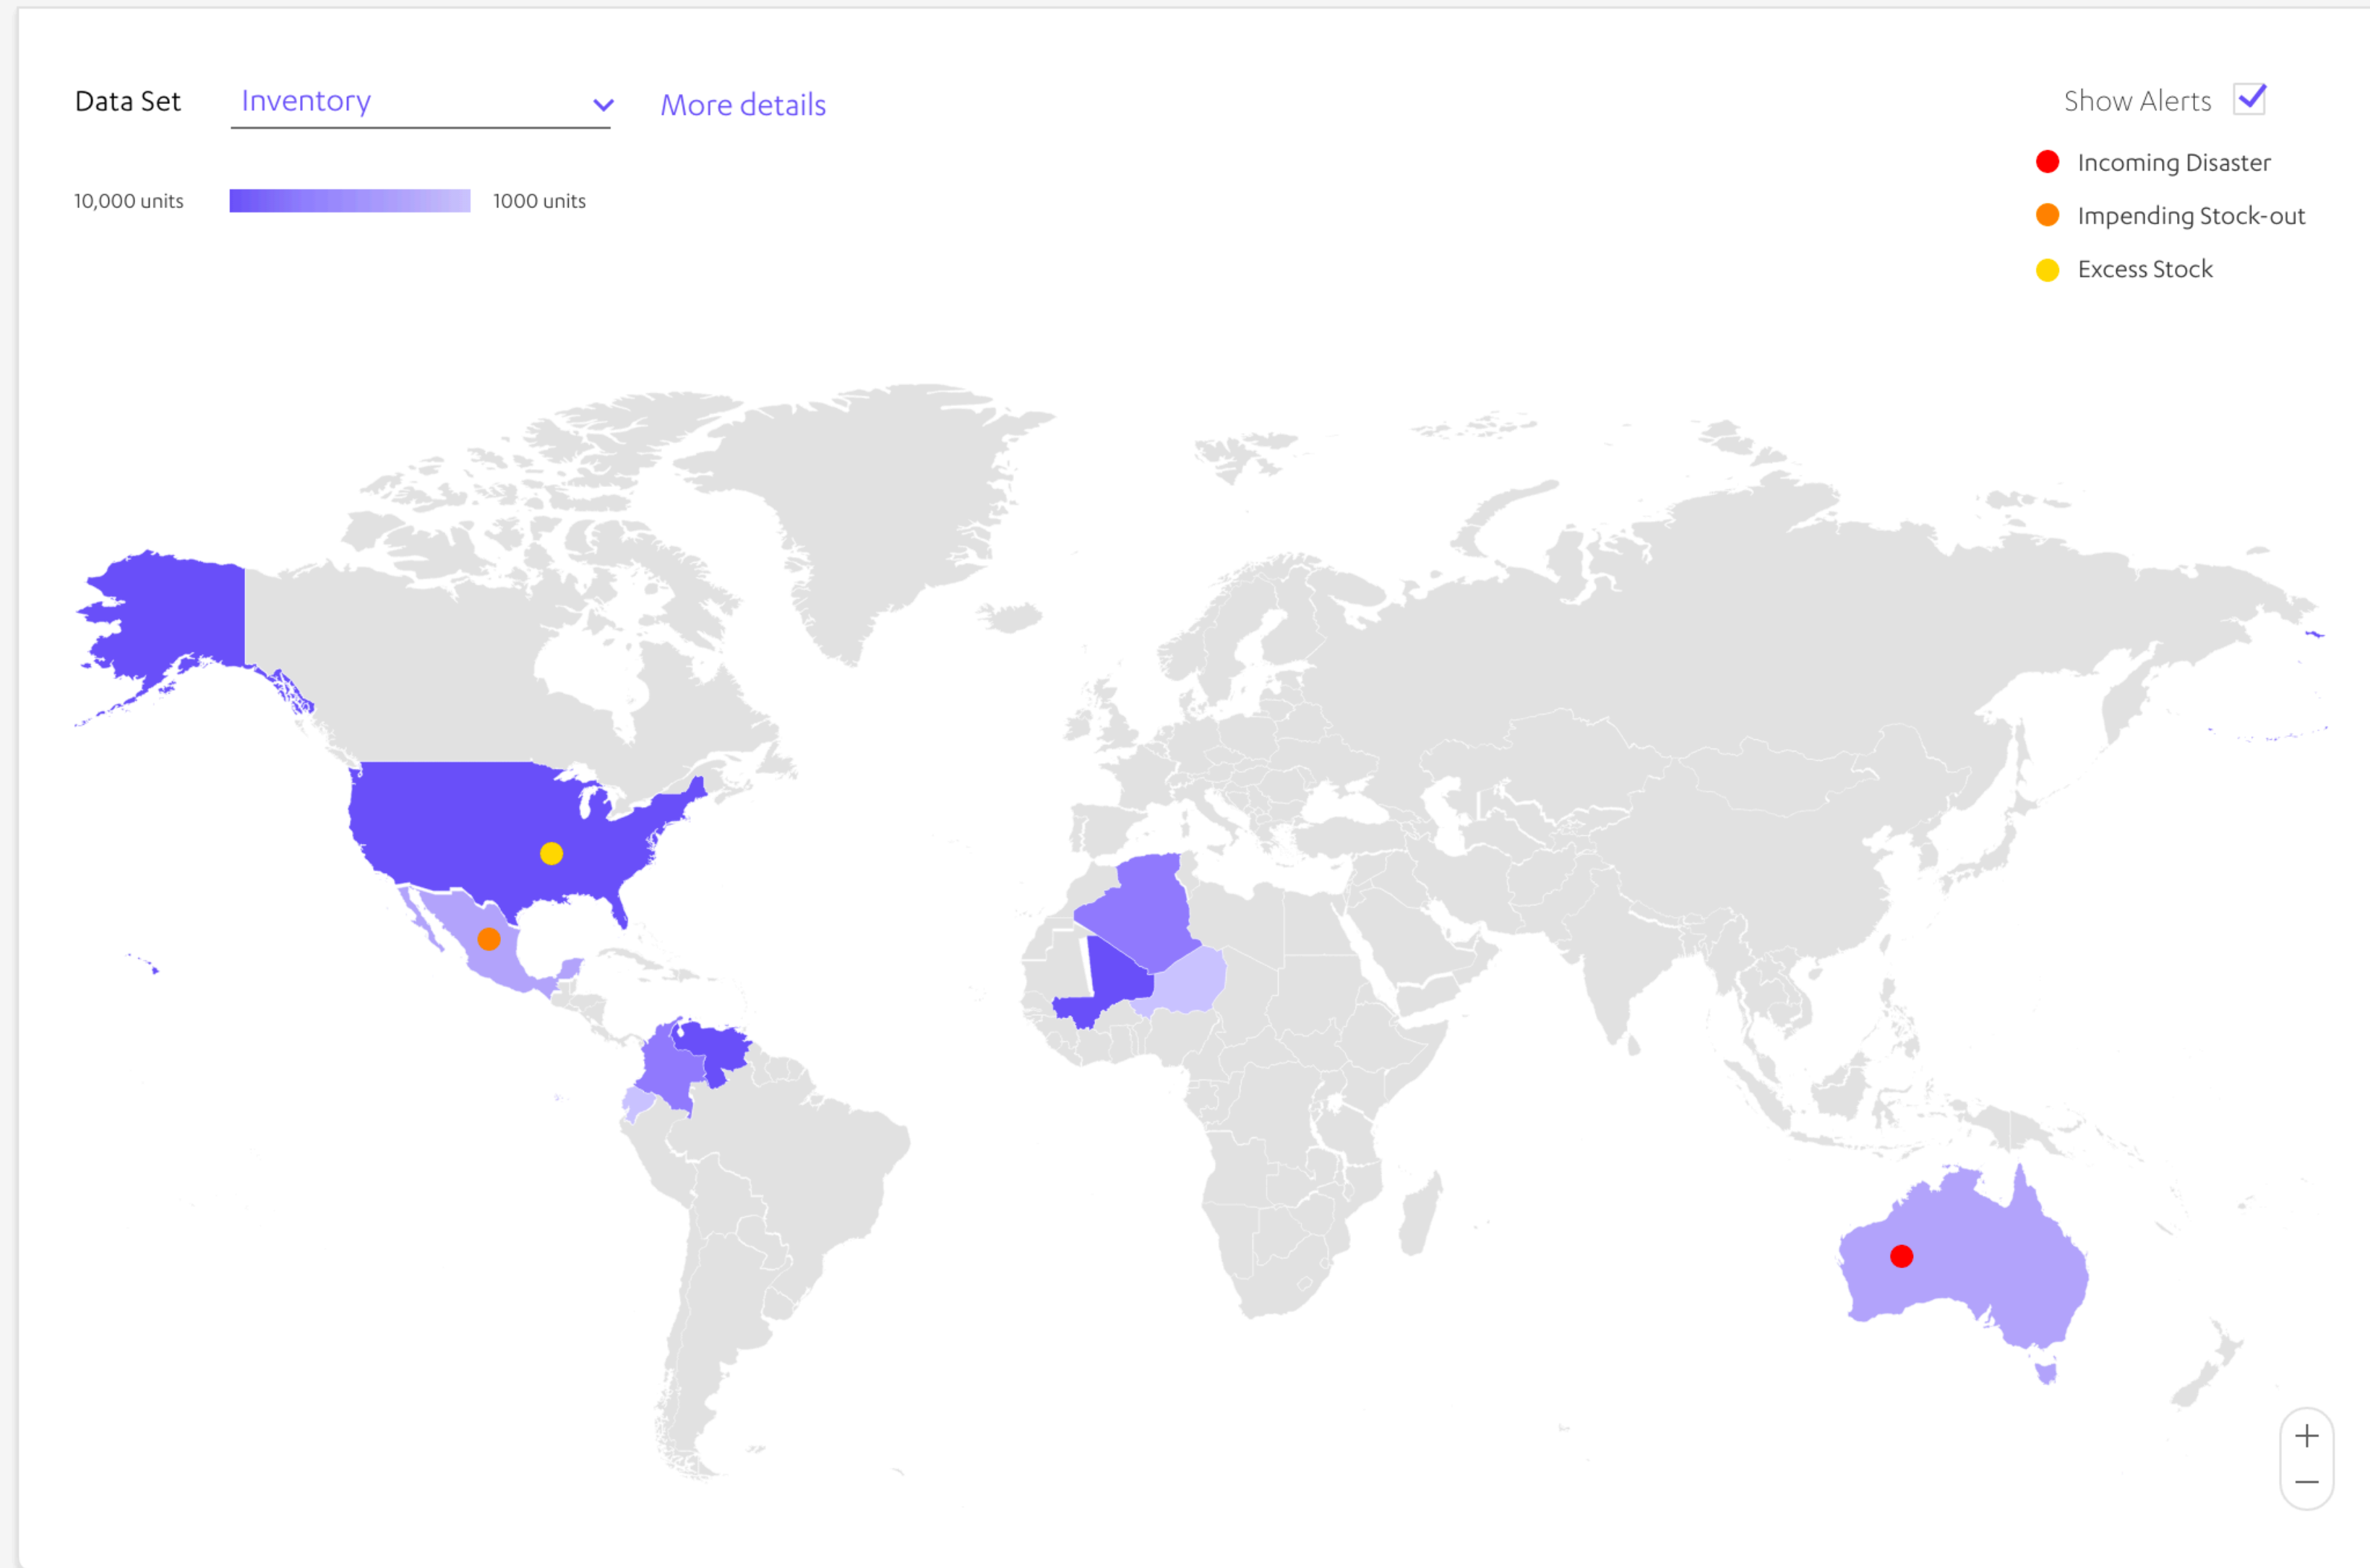 Data Set
Inventory
More details
Show Alerts
10,000 units
1000 units
Incoming Disaster
Impending Stock-out
Excess Stock
+
−